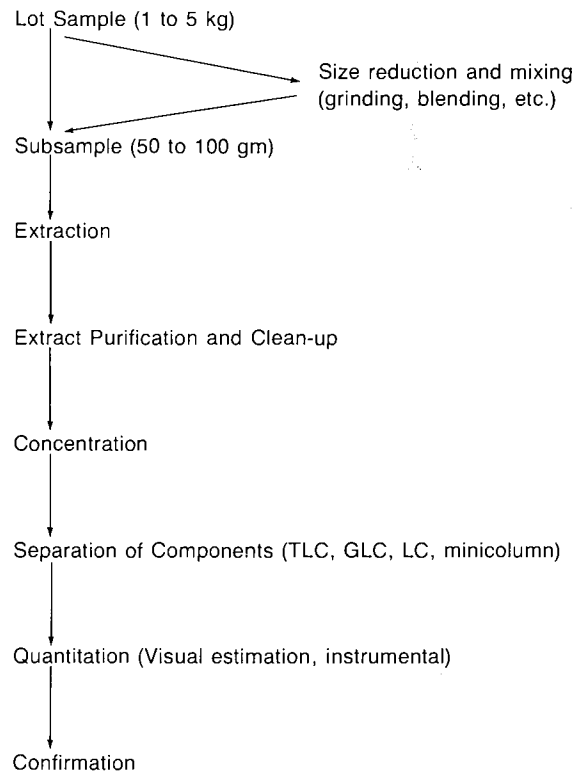 Lot Sample (1 to 5 kg)
Size reduction and mixing
(grinding, blending, etc.)
Subsample (50 to 100 gm)
Extraction
Extract Purification and Clean-up
Concentration
Separation of Components (TLC, GLC, LC, minicolumn)
Quantitation (Visual estimation, instrumental)
Confirmation